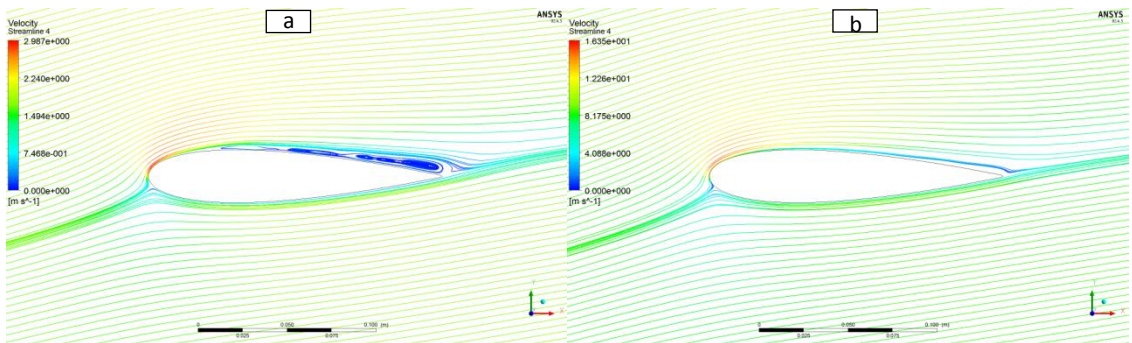 a
Velocity
Streamline 4
2.987e+000
2.240e+000
1.494e+000
7.468e-001
0.000e+000
[m s^-1]
ANSYS
0
0.050
0.100 (m)
0.025
0.075
Y
X
b
Velocity
Streamline 4
1.635e+001
1.226e+001
8.175e+000
4.088e+000
0.000e+000
[m s^-1]
ANSYS
0
0.050
0.100 (m)
0.025
0.075
X